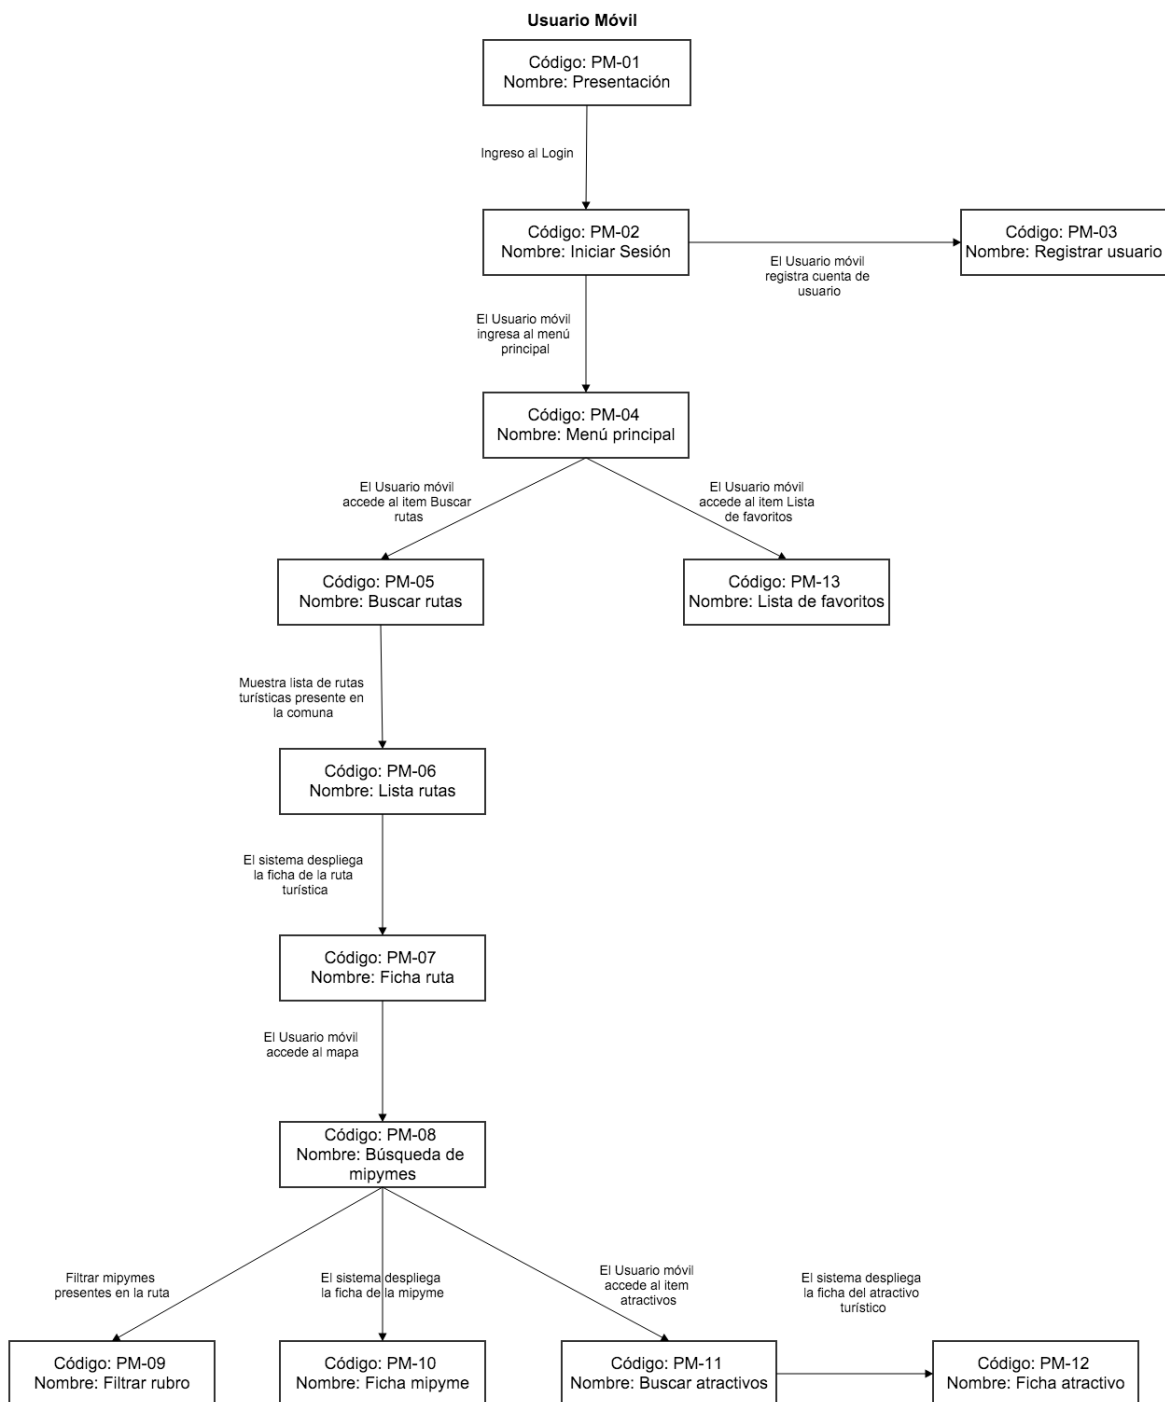 Usuario Móvil
Código: PM-01
Nombre: Presentación
Ingreso al Login
Código: PM-02
Nombre: Iniciar Sesión
El Usuario móvil
registra cuenta de
usuario
Código: PM-03
Nombre: Registrar usuario
El Usuario móvil
ingresa al menú
principal
Código: PM-04
Nombre: Menú principal
El Usuario móvil
accede al item Buscar
rutas
El Usuario móvil
accede al item Lista
de favoritos
Código: PM-05
Nombre: Buscar rutas
Código: PM-13
Nombre: Lista de favoritos
Muestra lista de rutas
turísticas presente en
la comuna
Código: PM-06
Nombre: Lista rutas
El sistema despliega
la ficha de la ruta
turística
Código: PM-07
Nombre: Ficha ruta
El Usuario móvil
accede al mapa
Código: PM-08
Nombre: Búsqueda de
mipymes
Filtrar mipymes
presentes en la ruta
El sistema despliega
la ficha de la mipyme
El Usuario móvil
accede al item
atractivos
El sistema despliega
la ficha del atractivo
turístico
Código: PM-09
Nombre: Filtrar rubro
Código: PM-10
Nombre: Ficha mipyme
Código: PM-11
Nombre: Buscar atractivos
Código: PM-12
Nombre: Ficha atractivo